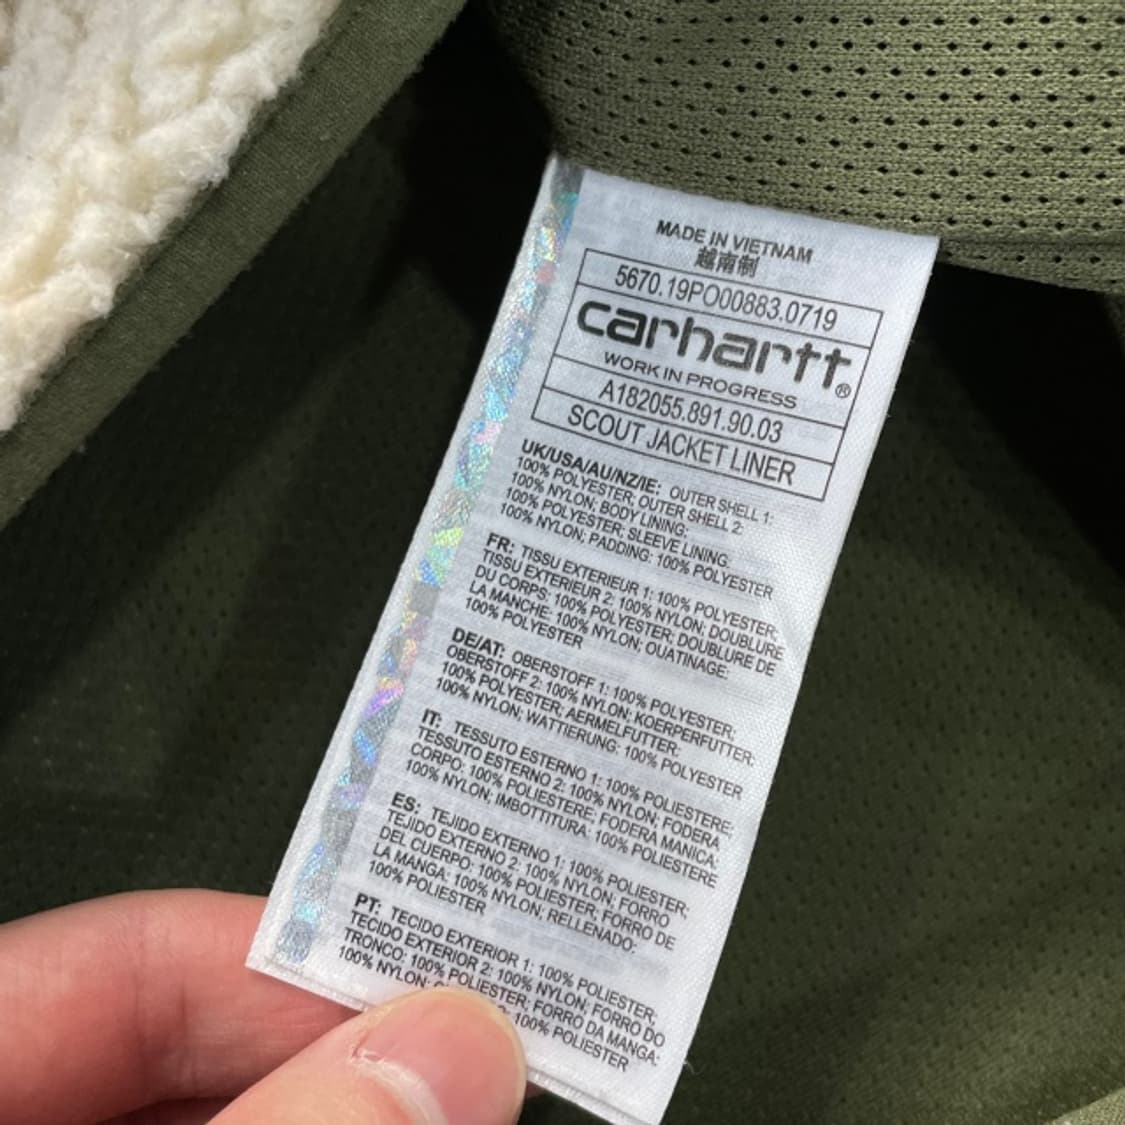 MADE IN VIETNAM
越南制
5670.19PO00883.0719
carhartt®
WORK IN PROGRESS
A182055.891.90.03
SCOUT JACKET LINER
UK/USA/AU/NZ/IE: OUTER SHELL 1:
100% POLYESTER; OUTER SHELL 2:
100% NYLON; BODY LINING:
100% POLYESTER; SLEEVE LINING:
100% NYLON; PADDING: 100% POLYESTER
FR: TISSU EXTERIEUR 1: 100% POLYESTER;
TISSU EXTERIEUR 2: 100% NYLON; DOUBLURE
DU CORPS: 100% POLYESTER; DOUBLURE DE
LA MANCHE: 100% NYLON; OUATINAGE:
100% POLYESTER
DE/AT: OBERSTOFF 1: 100% POLYESTER;
OBERSTOFF 2: 100% NYLON; KOERPERFUTTER:
100% POLYESTER; AERMELFUTTER:
100% NYLON; WATTIERUNG: 100% POLYESTER
IT: TESSUTO ESTERNO 1: 100% POLIESTERE;
TESSUTO ESTERNO 2: 100% NYLON; FODERA
CORPO: 100% POLIESTERE; FODERA MANICA:
100% NYLON; IMBOTTITURA: 100% POLIESTERE
ES: TEJIDO EXTERNO 1: 100% POLIESTER;
TEJIDO EXTERNO 2: 100% NYLON; FORRO
DEL CUERPO: 100% POLIESTER; FORRO DE
LA MANGA: 100% NYLON; RELLENADO:
100% POLIESTER
PT: TECIDO EXTERIOR 1: 100% POLIESTER;
TECIDO EXTERIOR 2: 100% NYLON; FORRO DO
TRONCO: 100% POLIESTER; FORRO DA MANGA:
100% NYLON; 100% POLIESTER